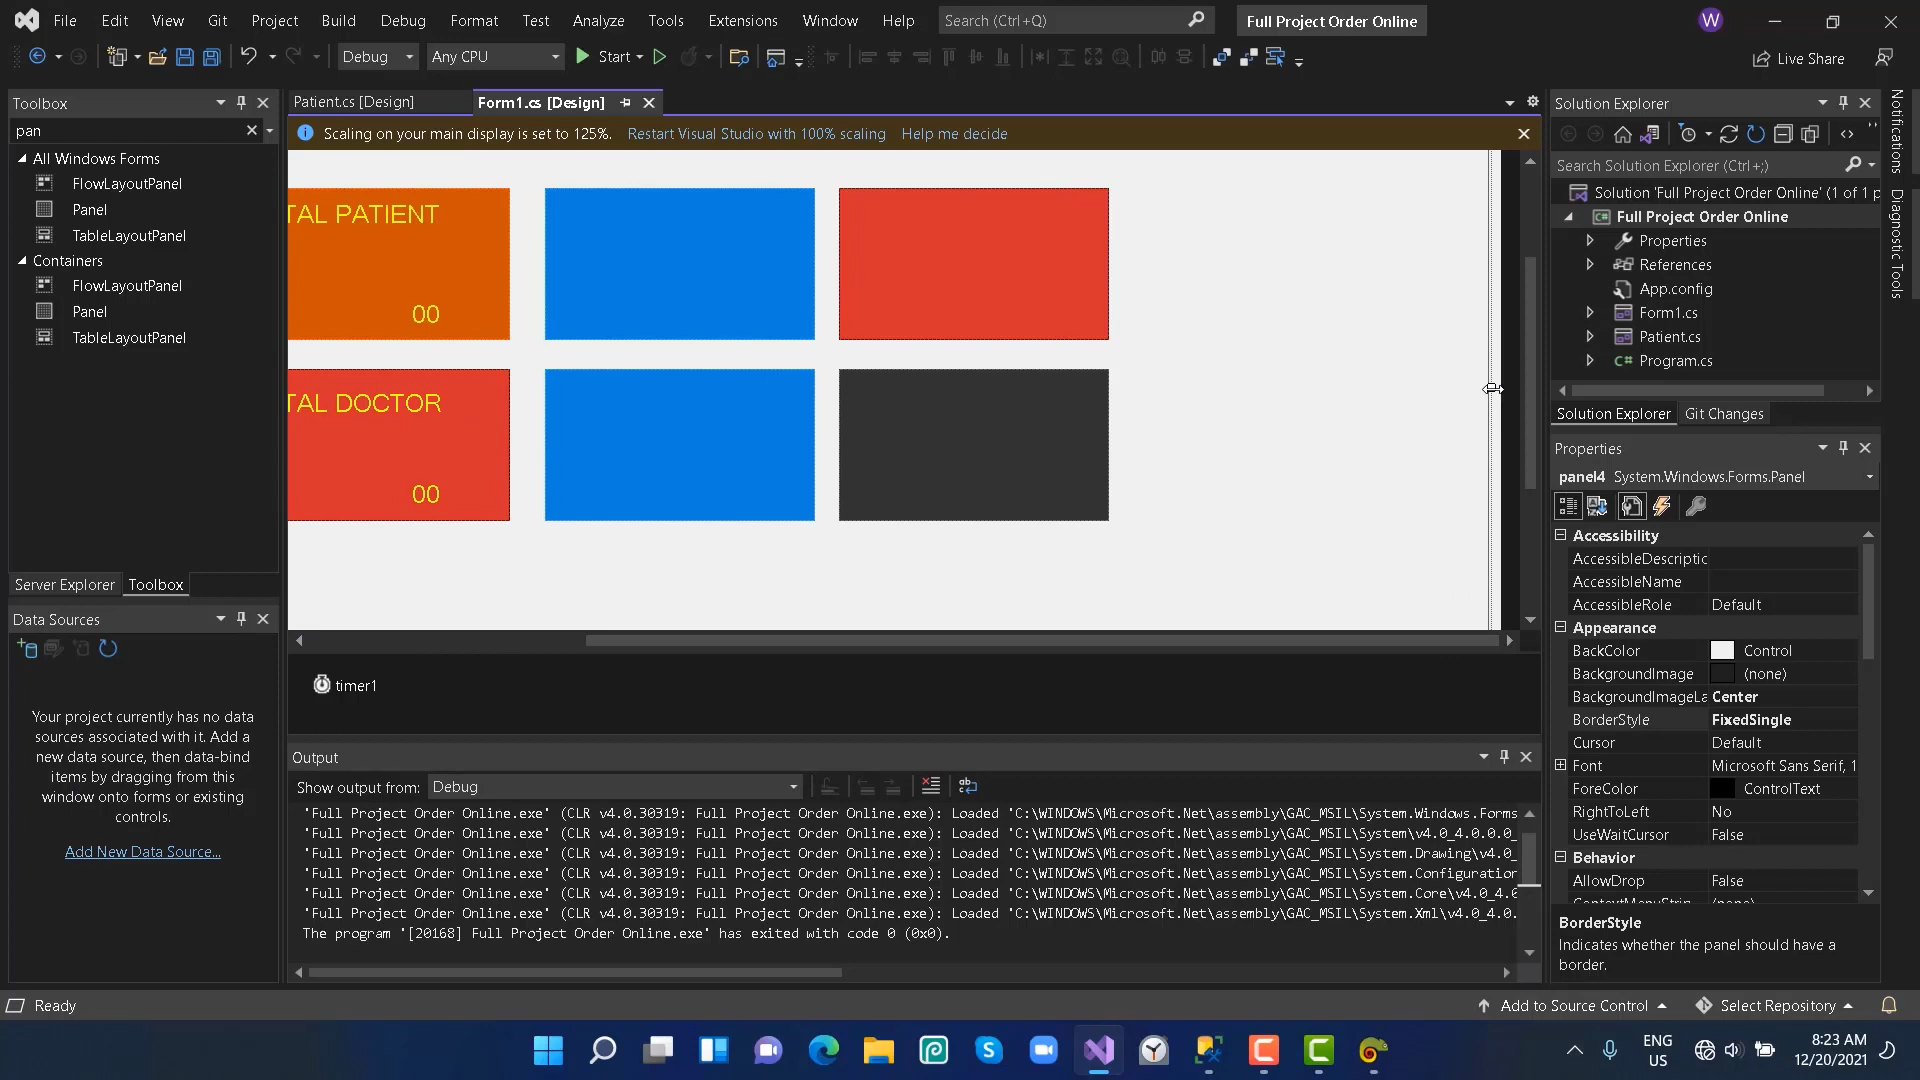 File Edit View Git Project Build Debug Format Test Analyze Tools Extensions Window Help Search (Ctrl+Q) Full Project Order Online W
Debug Any CPU Start Live Share
Toolbox
pan
All Windows Forms
FlowLayoutPanel
Panel
TableLayoutPanel
Containers
FlowLayoutPanel
Panel
TableLayoutPanel
Server Explorer Toolbox
Data Sources
Your project currently has no data
sources associated with it. Add a
new data source, then data-bind
items by dragging from this
window onto forms or existing
controls.
Add New Data Source...
Patient.cs [Design] Form1.cs [Design]
Scaling on your main display is set to 125%. Restart Visual Studio with 100% scaling Help me decide
TAL PATIENT
00
TAL DOCTOR
00
timer1
Output
Show output from: Debug
'Full Project Order Online.exe' (CLR v4.0.30319: Full Project Order Online.exe): Loaded 'C:\WINDOWS\Microsoft.Net\assembly\GAC_MSIL\System.Windows.Forms
'Full Project Order Online.exe' (CLR v4.0.30319: Full Project Order Online.exe): Loaded 'C:\WINDOWS\Microsoft.Net\assembly\GAC_MSIL\System\v4.0_4.0.0.0_
'Full Project Order Online.exe' (CLR v4.0.30319: Full Project Order Online.exe): Loaded 'C:\WINDOWS\Microsoft.Net\assembly\GAC_MSIL\System.Drawing\v4.0_
'Full Project Order Online.exe' (CLR v4.0.30319: Full Project Order Online.exe): Loaded 'C:\WINDOWS\Microsoft.Net\assembly\GAC_MSIL\System.Configuration
'Full Project Order Online.exe' (CLR v4.0.30319: Full Project Order Online.exe): Loaded 'C:\WINDOWS\Microsoft.Net\assembly\GAC_MSIL\System.Core\v4.0_4.0
'Full Project Order Online.exe' (CLR v4.0.30319: Full Project Order Online.exe): Loaded 'C:\WINDOWS\Microsoft.Net\assembly\GAC_MSIL\System.Xml\v4.0_4.0.
The program '[20168] Full Project Order Online.exe' has exited with code 0 (0x0).
Solution Explorer
Search Solution Explorer (Ctrl+;)
Solution 'Full Project Order Online' (1 of 1 p
Full Project Order Online
Properties
References
App.config
Form1.cs
Patient.cs
Program.cs
Solution Explorer Git Changes
Properties
panel4 System.Windows.Forms.Panel
Accessibility
AccessibleDescriptic
AccessibleName
AccessibleRole Default
Appearance
BackColor Control
BackgroundImage (none)
BackgroundImageLa Center
BorderStyle FixedSingle
Cursor Default
Font Microsoft Sans Serif, 1
ForeColor ControlText
RightToLeft No
UseWaitCursor False
Behavior
AllowDrop False
BorderStyle
Indicates whether the panel should have a
border.
Notifications
Diagnostic Tools
Ready Add to Source Control Select Repository
ENG
US
8:23 AM
12/20/2021